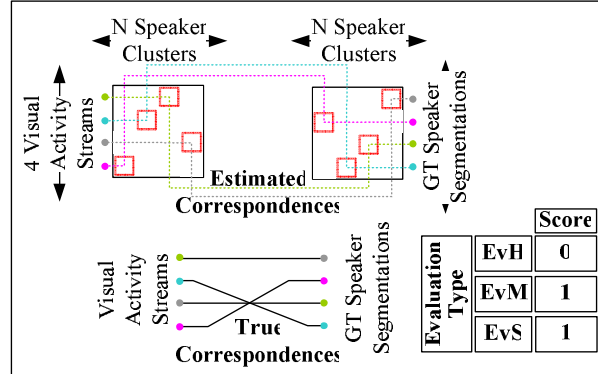 N Speaker
Clusters
N Speaker
Clusters
4 Visual
Activity
Streams
GT Speaker
Segmentations
Estimated
Correspondences
Visual
Activity
Streams
GT Speaker
Segmentations
True
Correspondences
Score
Evaluation
Type
EvH 0
EvM 1
EvS 1